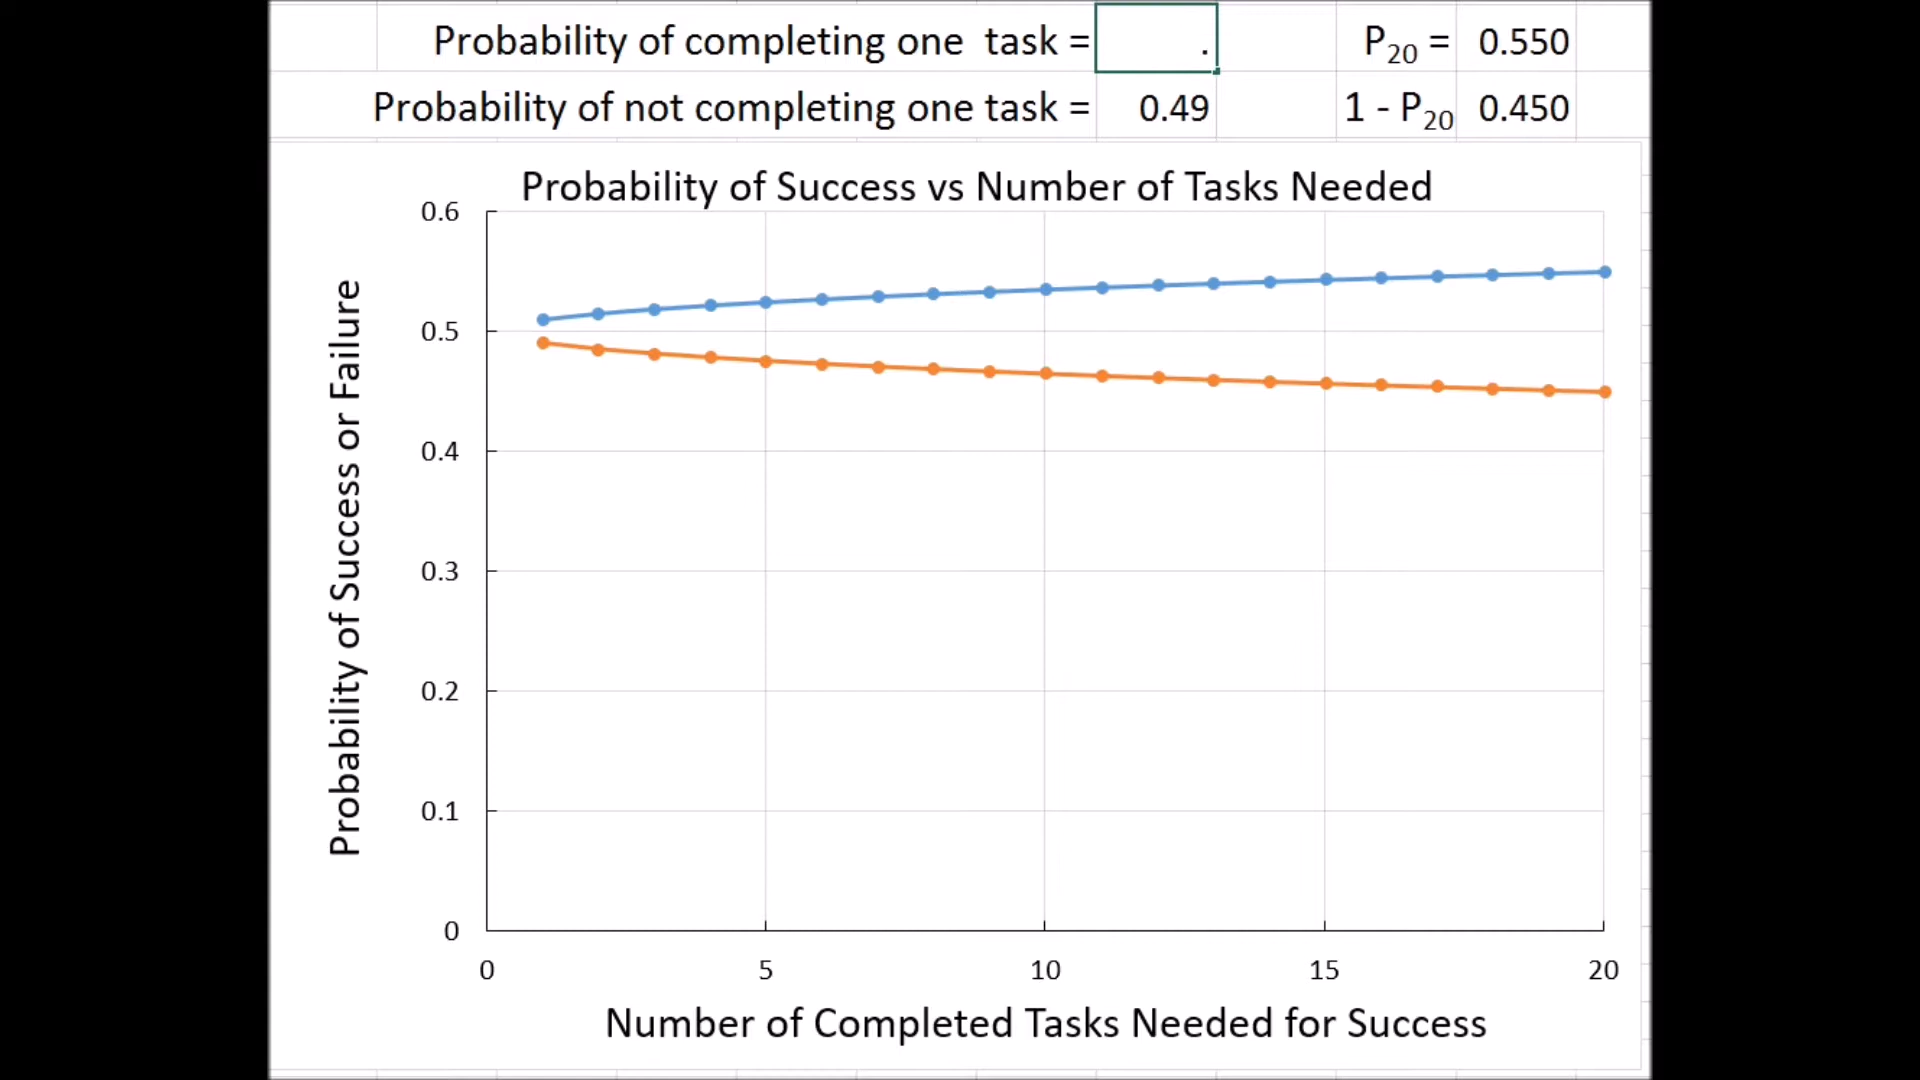 Probability of completing one task = . P20 = 0.550
Probability of not completing one task = 0.49 1 - P20 0.450
Probability of Success vs Number of Tasks Needed
Probability of Success or Failure
0.6
0.5
0.4
0.3
0.2
0.1
0
0 5 10 15 20
Number of Completed Tasks Needed for Success